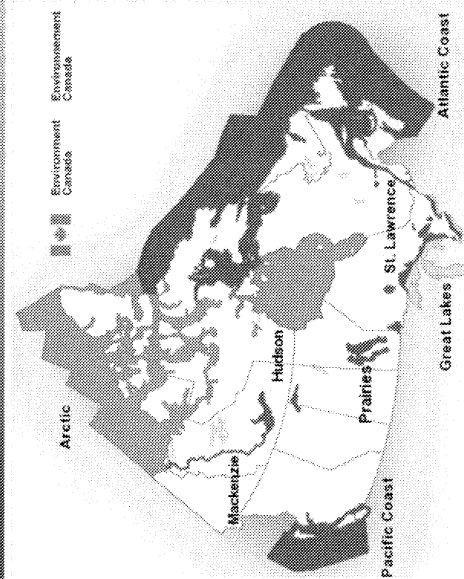 Environment
Canada
Environnement
Canada
Arctic
Mackenzie
Hudson
Pacific Coast
Prairies
St. Lawrence
Great Lakes
Atlantic Coast